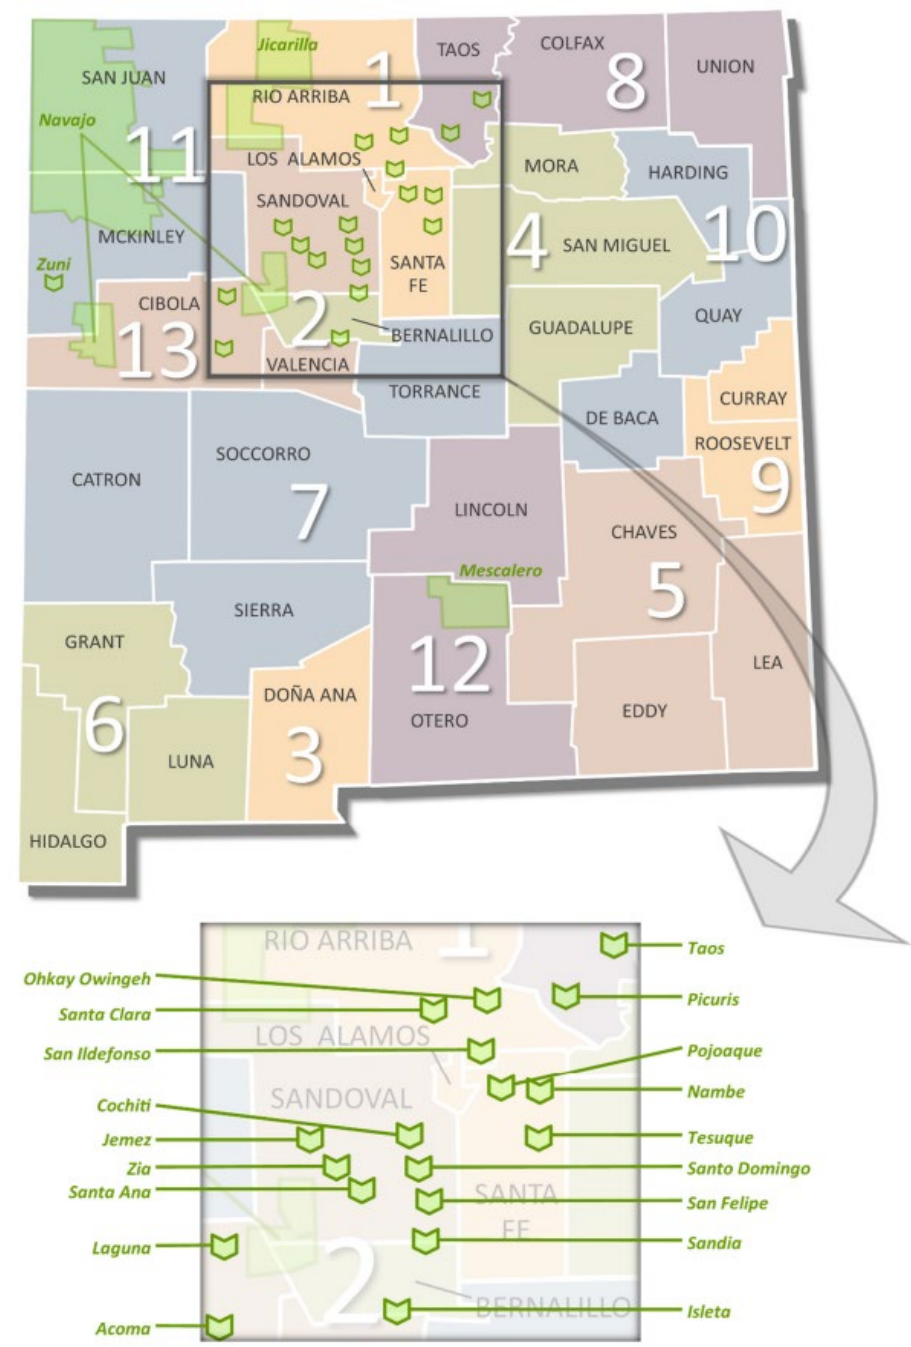 Jicarilla
TAOS
COLFAX
UNION
SAN JUAN
1
8
RIO ARRIBA
Navajo
11
LOS ALAMOS
MORA
HARDING
SANDOVAL
MCKINLEY
4
SAN MIGUEL
10
Zuni
SANTA
FE
CIBOLA
2
BERNALILLO
GUADALUPE
QUAY
13
VALENCIA
TORRANCE
CURRAY
DE BACA
ROOSEVELT
9
SOCCORRO
CATRON
7
LINCOLN
CHAVES
Mescalero
5
SIERRA
GRANT
12
LEA
DOÑA ANA
OTERO
EDDY
6
3
LUNA
HIDALGO
RIO ARRIBA
1
Taos
Ohkay Owingeh
Picuris
Santa Clara
LOS ALAMOS
San Ildefonso
Pojoaque
Nambe
SANDOVAL
Cochiti
Jemez
Tesuque
Zia
Santo Domingo
Santa Ana
SANTA
FE
San Felipe
Laguna
Sandia
2
BERNALILLO
Isleta
Acoma